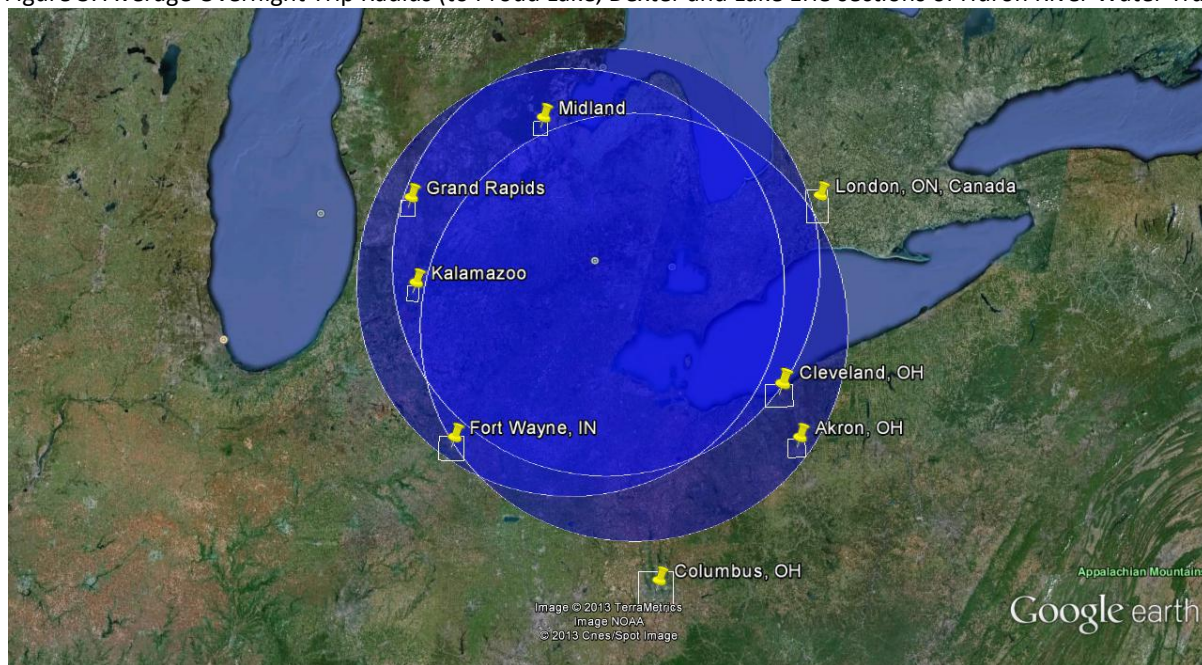 Midland
Grand Rapids
London, ON, Canada
Kalamazoo
Cleveland, OH
Fort Wayne, IN
Akron, OH
Columbus, OH
Appalachian Mountains
Image © 2013 TerraMetrics
Image NOAA
© 2013 Cnes/Spot Image
Google earth